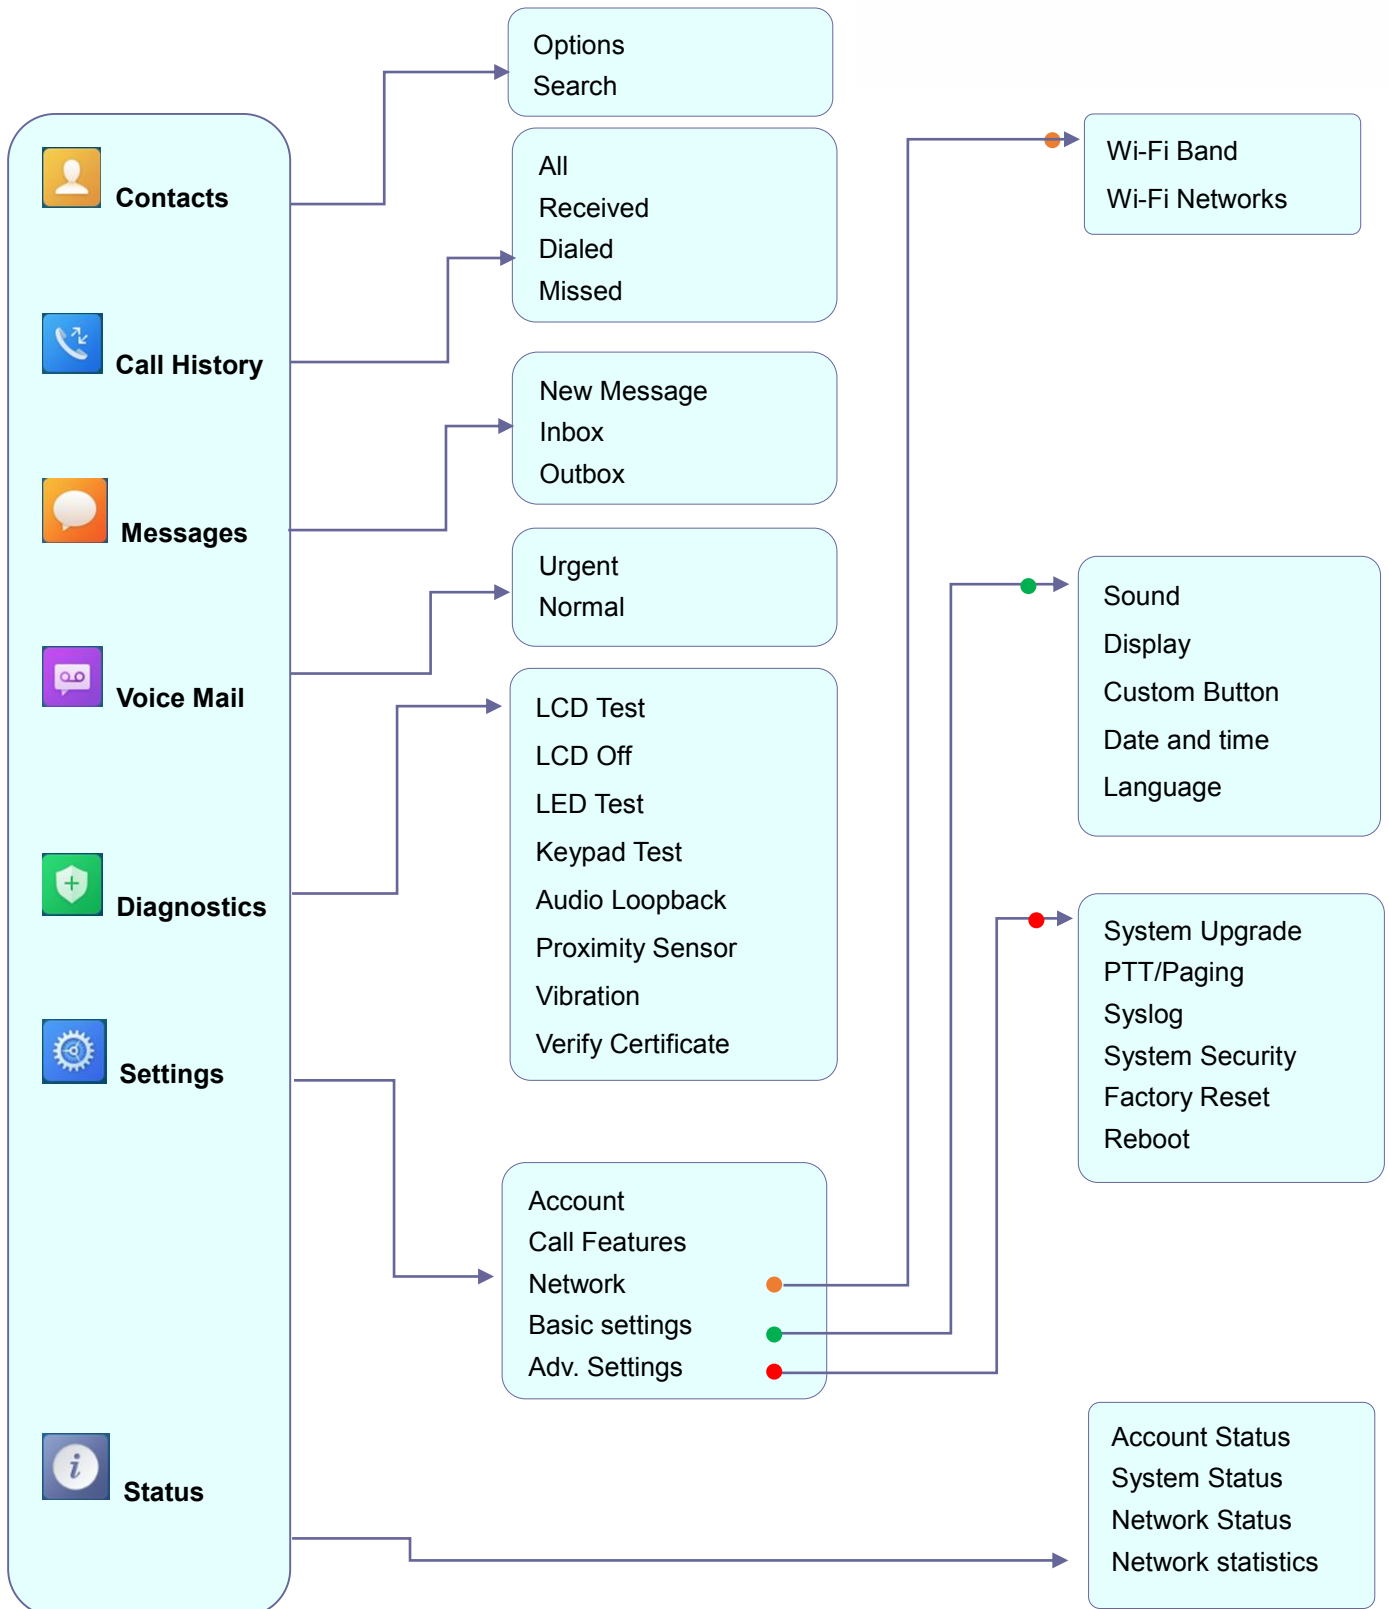 Contacts
Call History
Messages
Voice Mail
Diagnostics
Settings
Status
Options
Search
All
Received
Dialed
Missed
New Message
Inbox
Outbox
Urgent
Normal
LCD Test
LCD Off
LED Test
Keypad Test
Audio Loopback
Proximity Sensor
Vibration
Verify Certificate
Account
Call Features
Network
Basic settings
Adv. Settings
Wi-Fi Band
Wi-Fi Networks
Sound
Display
Custom Button
Date and time
Language
System Upgrade
PTT/Paging
Syslog
System Security
Factory Reset
Reboot
Account Status
System Status
Network Status
Network statistics